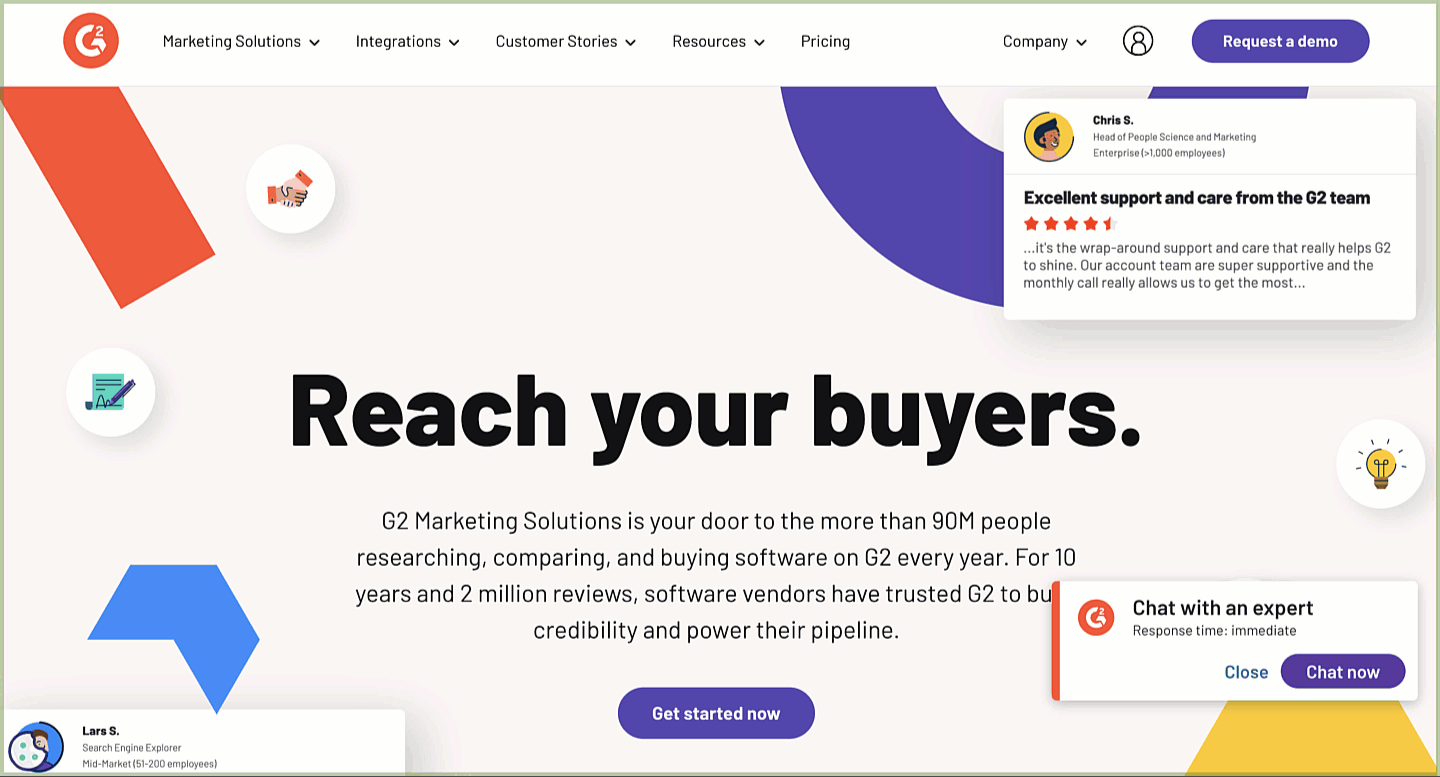 G2
Marketing Solutions
Integrations
Customer Stories
Resources
Pricing
Company
Request a demo
Chris S.
Head of People Science and Marketing
Enterprise (>1,000 employees)
Excellent support and care from the G2 team
...it's the wrap-around support and care that really helps G2
to shine. Our account team are super supportive and the
monthly call really allows us to get the most...
Reach your buyers.
G2 Marketing Solutions is your door to the more than 90M people
researching, comparing, and buying software on G2 every year. For 10
years and 2 million reviews, software vendors have trusted G2 to
credibility and power their pipeline.
Get started now
G2
Chat with an expert
Response time: immediate
Close
Chat now
Lars S.
Search Engine Explorer
Mid-Market (51-200 employees)